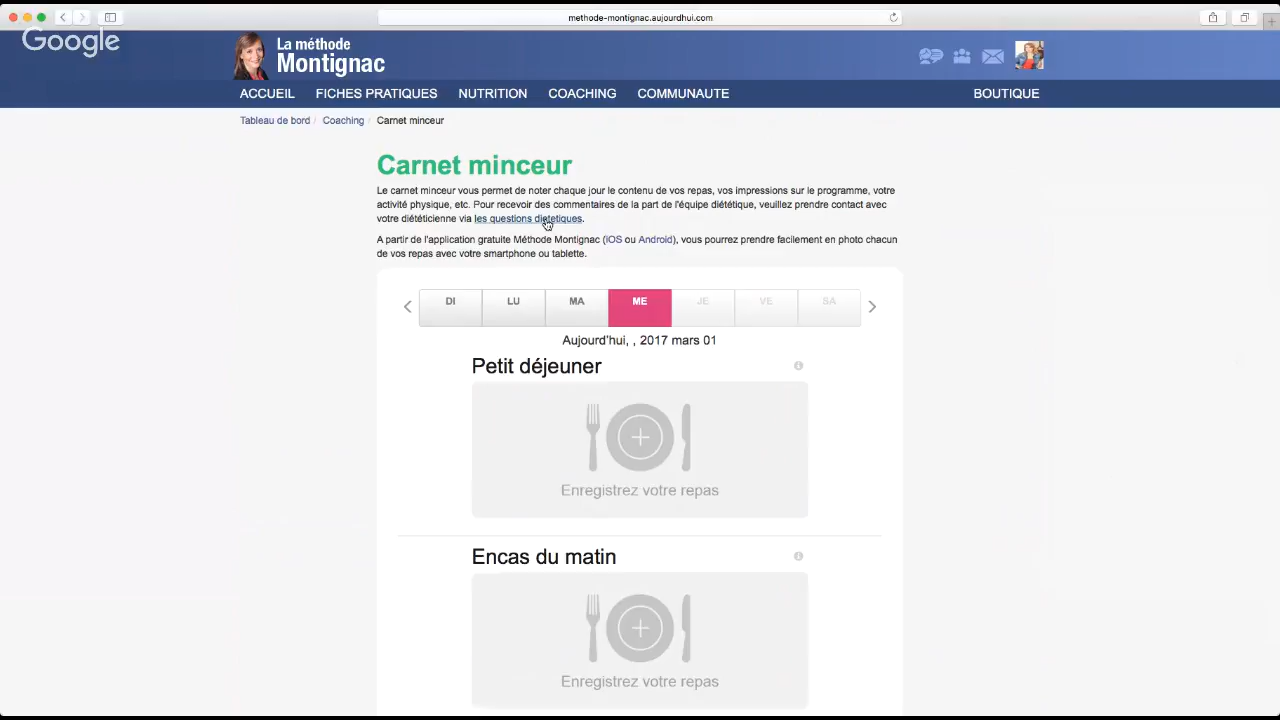 methode-montignac.aujourdhui.com
Google
La méthode
Montignac
ACCUEIL FICHES PRATIQUES NUTRITION COACHING COMMUNAUTE BOUTIQUE
Tableau de bord / Coaching / Carnet minceur
Carnet minceur
Le carnet minceur vous permet de noter chaque jour le contenu de vos repas, vos impressions sur le programme, votre
activité physique, etc. Pour recevoir des commentaires de la part de l'équipe diététique, veuillez prendre contact avec
votre diététicienne via les questions diététiques.
A partir de l'application gratuite Méthode Montignac (iOS ou Android), vous pourrez prendre facilement en photo chacun
de vos repas avec votre smartphone ou tablette.
DI LU MA ME JE VE SA
Aujourd'hui, , 2017 mars 01
Petit déjeuner
Enregistrez votre repas
Encas du matin
Enregistrez votre repas